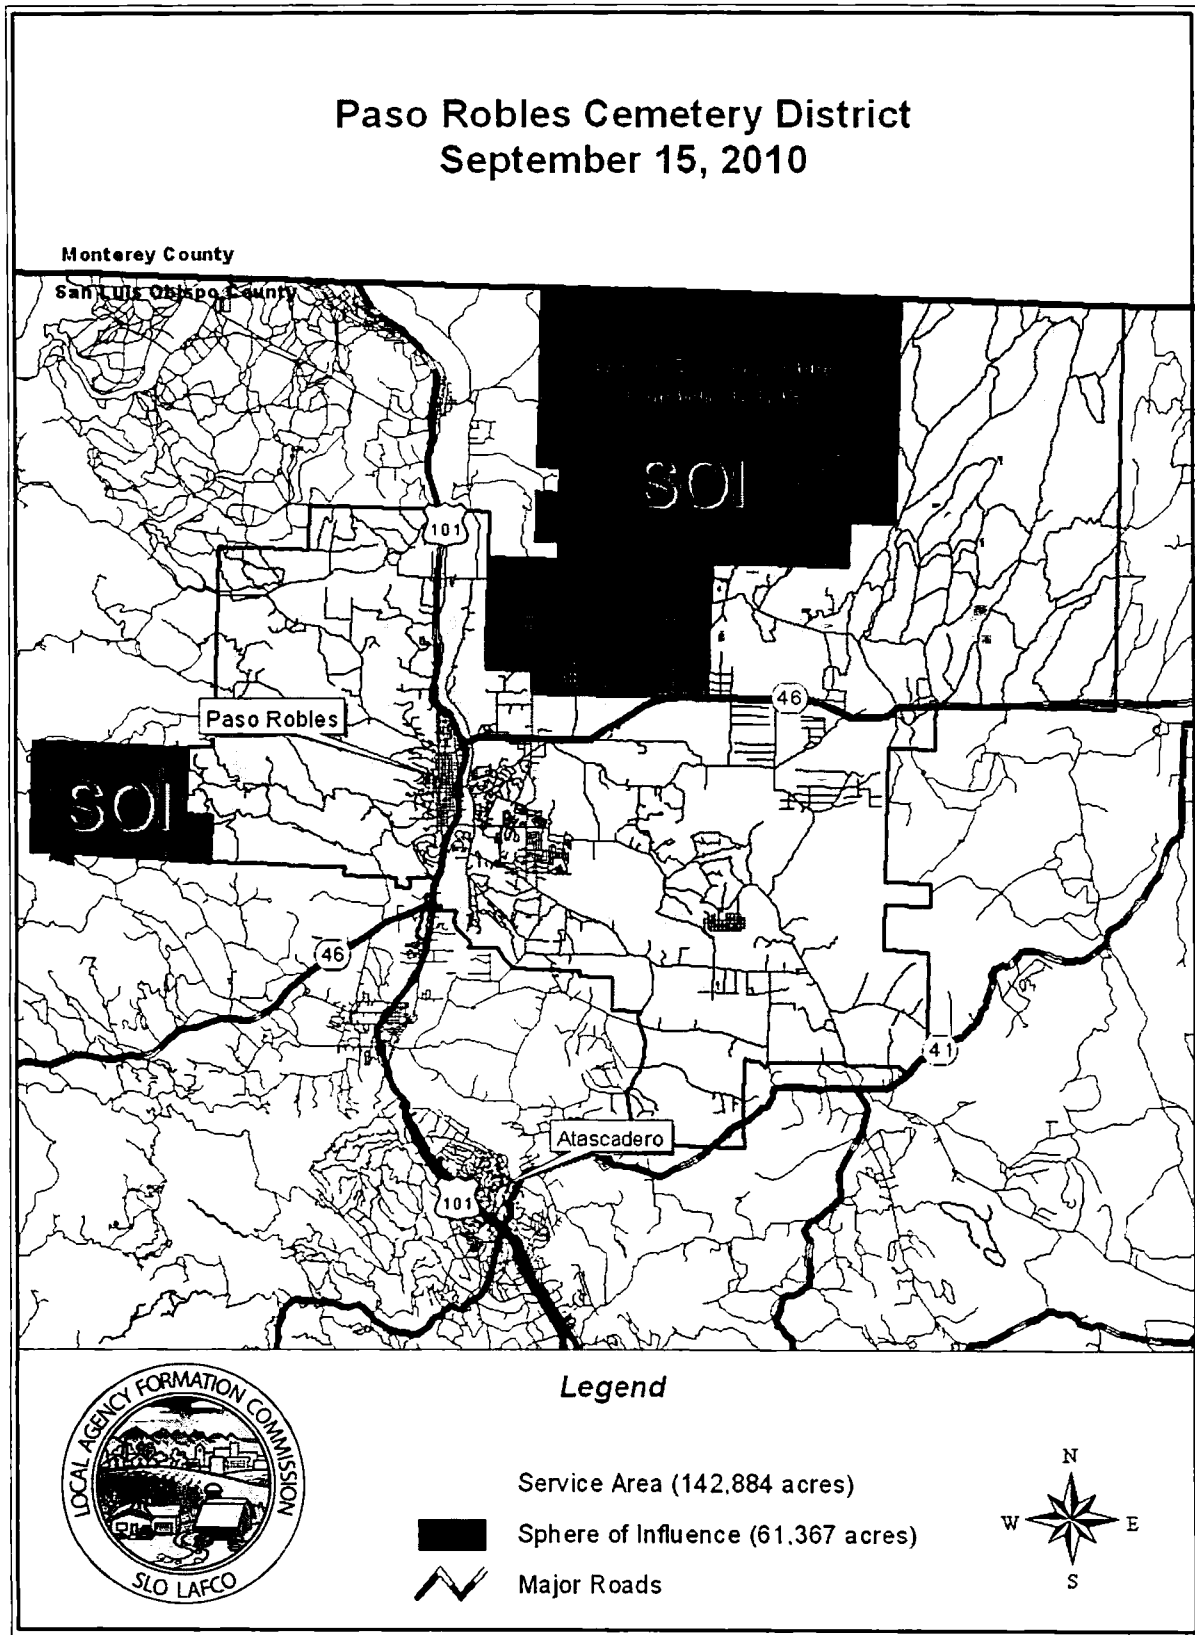 Paso Robles Cemetery District
September 15, 2010
Monterey County
San Luis Obispo County
SOI
101
46
Paso Robles
SOI
46
41
Atascadero
101
Legend
LOCAL AGENCY FORMATION COMMISSION
SLO LAFCO
Service Area (142,884 acres)
Sphere of Influence (61,367 acres)
Major Roads
N
W
E
S